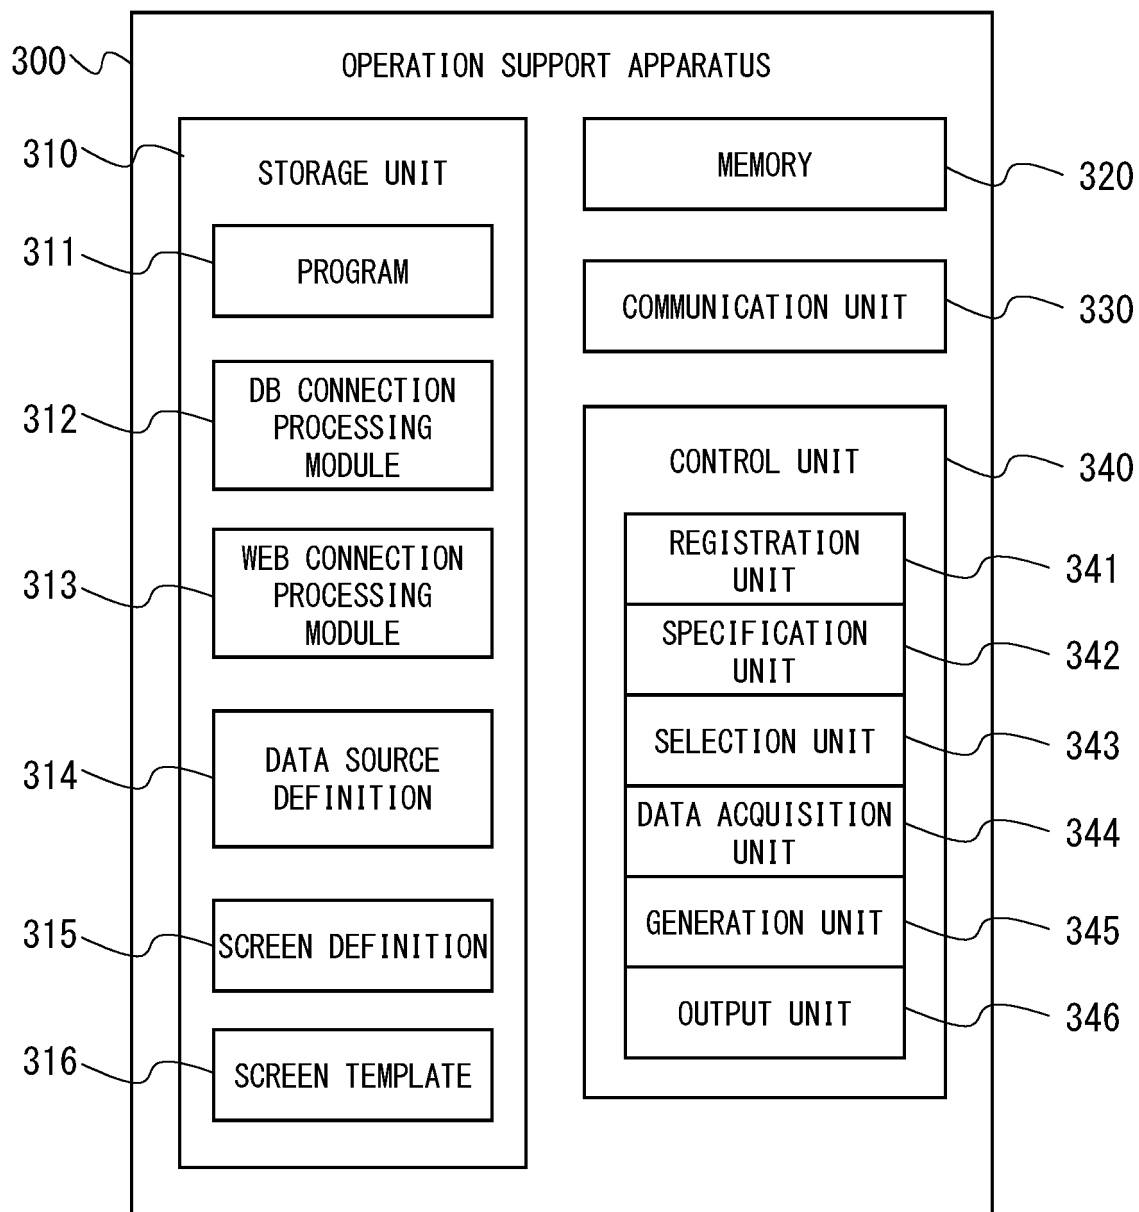 300
OPERATION SUPPORT APPARATUS
310
STORAGE UNIT
311
PROGRAM
312
DB CONNECTION
PROCESSING
MODULE
313
WEB CONNECTION
PROCESSING
MODULE
314
DATA SOURCE
DEFINITION
315
SCREEN DEFINITION
316
SCREEN TEMPLATE
MEMORY
320
COMMUNICATION UNIT
330
CONTROL UNIT
340
REGISTRATION
UNIT
341
SPECIFICATION
UNIT
342
SELECTION UNIT
343
DATA ACQUISITION
UNIT
344
GENERATION UNIT
345
OUTPUT UNIT
346